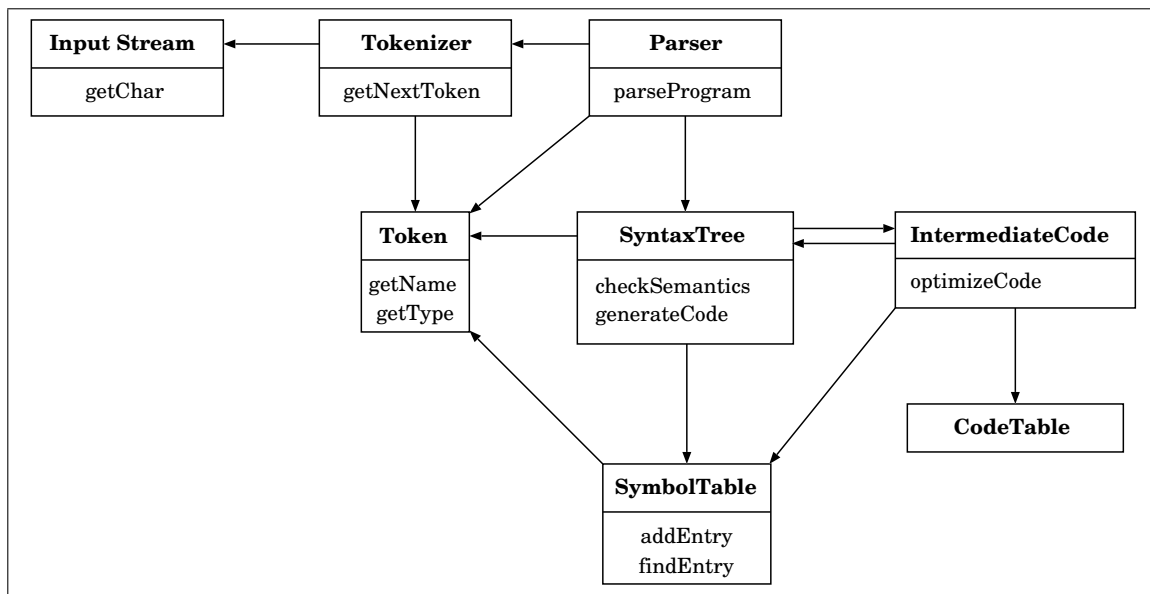 Input Stream
getChar
Tokenizer
getNextToken
Parser
parseProgram
Token
getName
getType
SyntaxTree
checkSemantics
generateCode
IntermediateCode
optimizeCode
CodeTable
SymbolTable
addEntry
findEntry